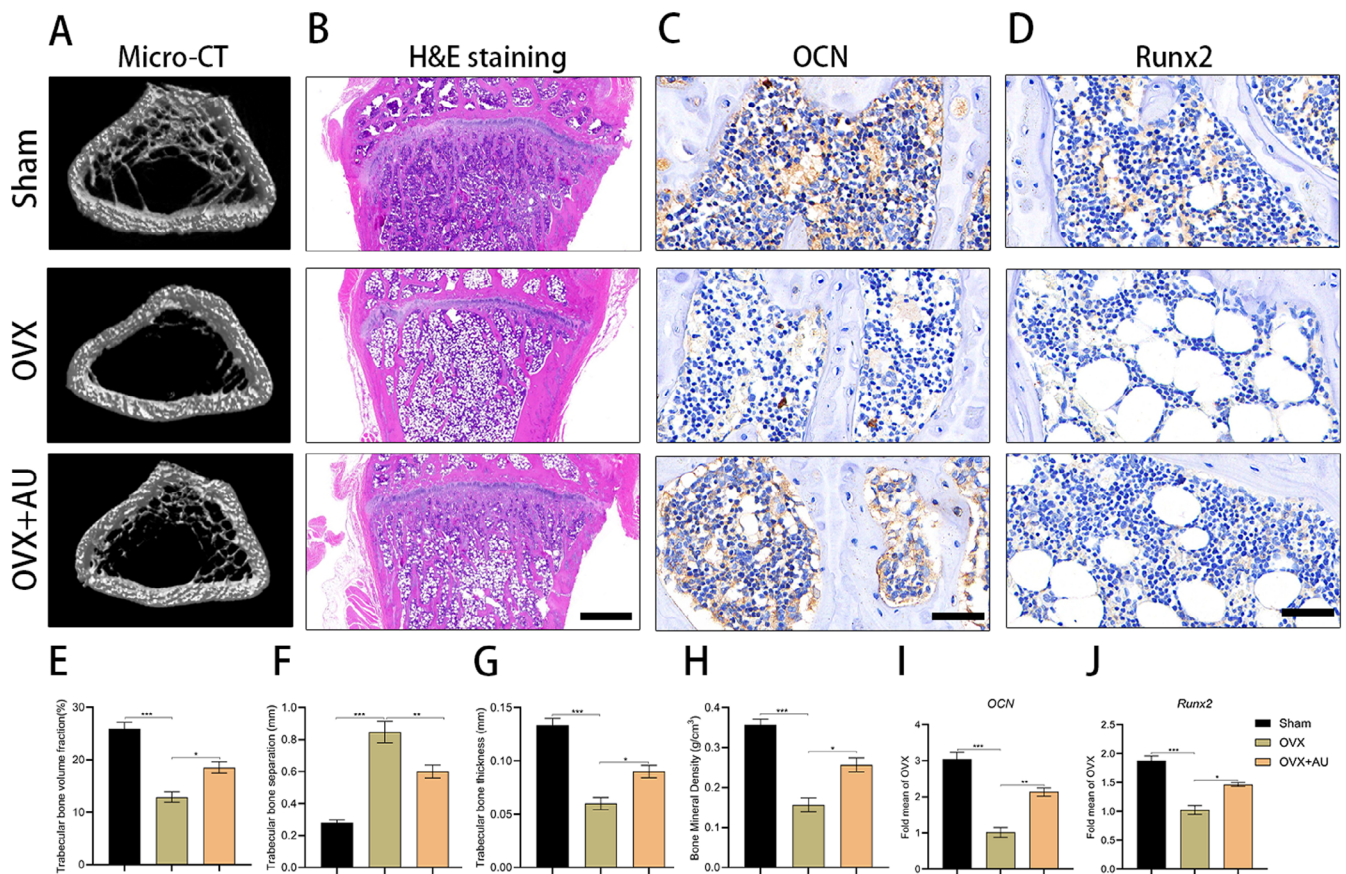 A
B
C
D
Micro-CT
H&E staining
OCN
Runx2
Sham
OVX
OVX+AU
E
F
G
H
I
J
Trabecular bone volume fraction(%)
30
20
10
0
***
*
Trabecular bone separation (mm)
1.0
0.8
0.6
0.4
0.2
0.0
***
**
Trabecular bone thickness (mm)
0.15
0.10
0.05
0.00
***
*
Bone Mineral Density (g/cm³)
0.4
0.3
0.2
0.1
0.0
***
*
OCN
Fold mean of OVX
4
3
2
1
0
***
**
Runx2
Fold mean of OVX
2.5
2.0
1.5
1.0
0.5
0.0
***
*
Sham
OVX
OVX+AU